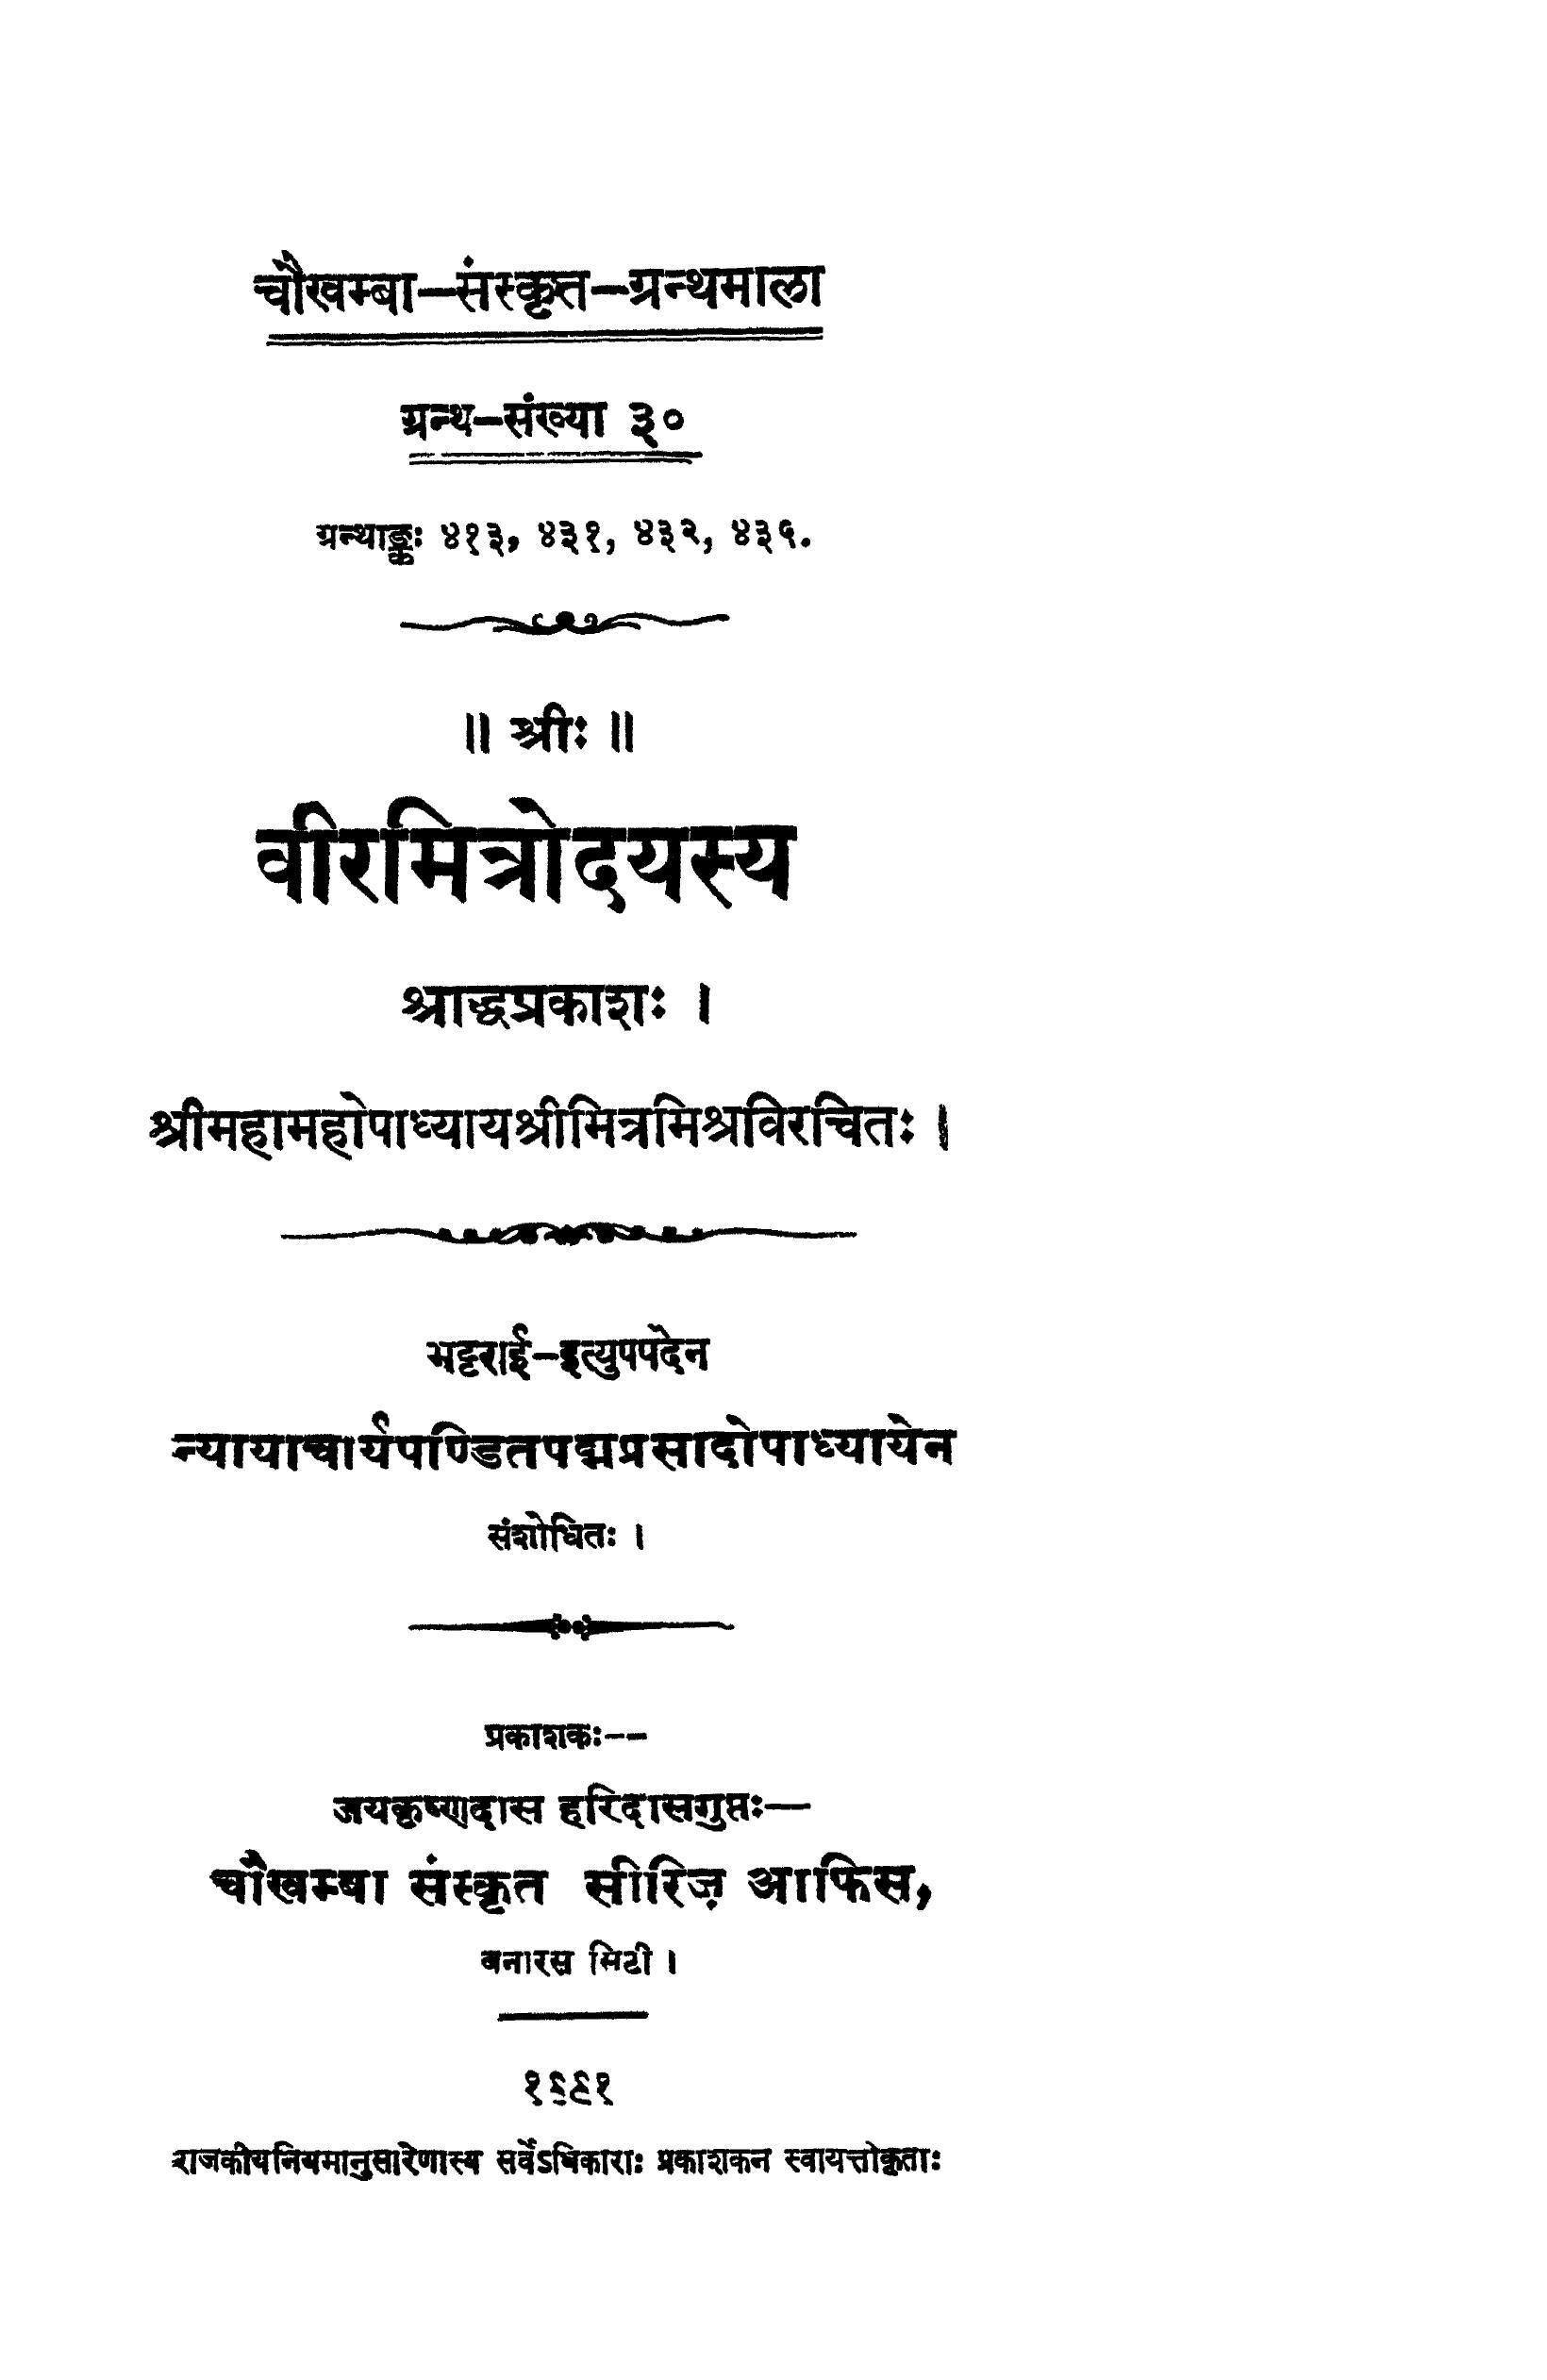 चौखम्बा–संस्कृत–ग्रन्थमाला
ग्रन्थ–संख्या ३०
ग्रन्थाङ्कः ४१३, ४३१, ४३२, ४३९.
॥ श्रीः ॥
वीरमित्रोदयस्य
श्राद्धप्रकाशः ।
श्रीमहामहोपाध्यायश्रीमित्रमिश्रविरचितः ।
भट्टराई–इत्युपपदेन
न्यायाचार्यपण्डितपद्मप्रसादोपाध्यायेन
संशोधितः ।
प्रकाशकः--
जयकृष्णदास हरिदासगुप्तः—
चौखम्बा संस्कृत सीरिज़ आफिस,
बनारस सिटी ।
१९९१
राजकीयनियमानुसारेणास्य सर्वेऽधिकाराः प्रकाशकेन स्वायत्तीकृताः